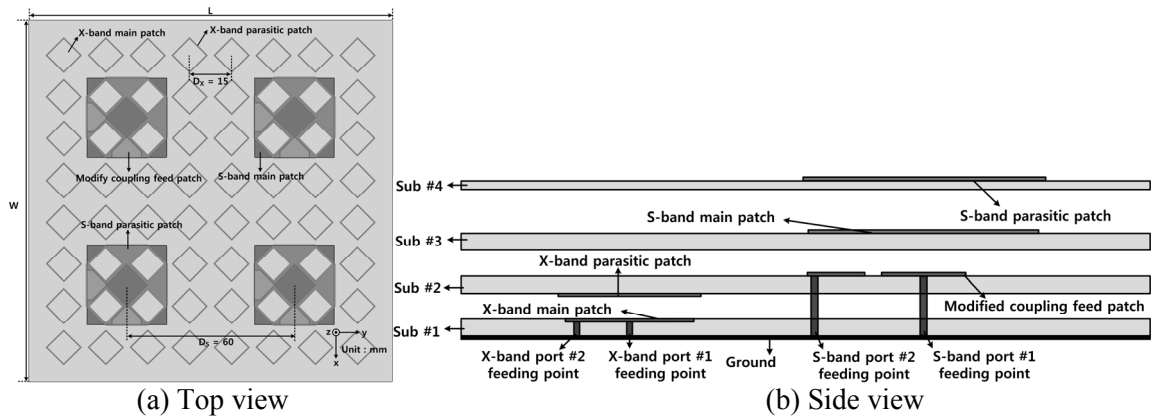 L
X-band main patch
X-band parasitic patch
Dx = 15
Modify coupling feed patch
S-band main patch
W
S-band parasitic patch
Ds = 60
z
y
x
Unit : mm
(a) Top view
Sub #4
S-band parasitic patch
S-band main patch
Sub #3
X-band parasitic patch
Sub #2
Modified coupling feed patch
X-band main patch
Sub #1
X-band port #2
feeding point
X-band port #1
feeding point
Ground
S-band port #2
feeding point
S-band port #1
feeding point
(b) Side view